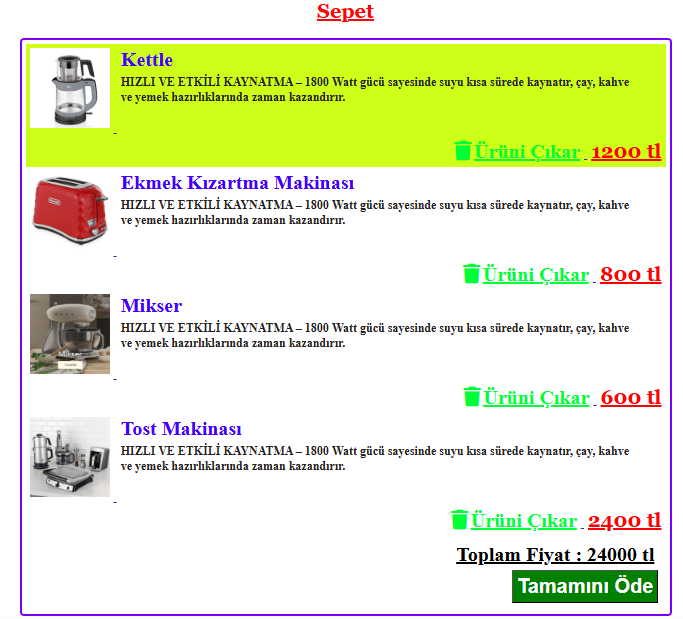 Sepet
Kettle
HIZLI VE ETKİLİ KAYNATMA – 1800 Watt gücü sayesinde suyu kısa sürede kaynatır, çay, kahve
ve yemek hazırlıklarında zaman kazandırır.
Ürüni Çıkar 1200 tl
Ekmek Kızartma Makinası
HIZLI VE ETKİLİ KAYNATMA – 1800 Watt gücü sayesinde suyu kısa sürede kaynatır, çay, kahve
ve yemek hazırlıklarında zaman kazandırır.
Ürüni Çıkar 800 tl
Mikser
HIZLI VE ETKİLİ KAYNATMA – 1800 Watt gücü sayesinde suyu kısa sürede kaynatır, çay, kahve
ve yemek hazırlıklarında zaman kazandırır.
Mikser
Ürüni Çıkar 600 tl
Tost Makinası
HIZLI VE ETKİLİ KAYNATMA – 1800 Watt gücü sayesinde suyu kısa sürede kaynatır, çay, kahve
ve yemek hazırlıklarında zaman kazandırır.
Ürüni Çıkar 2400 tl
Toplam Fiyat : 24000 tl
Tamamını Öde